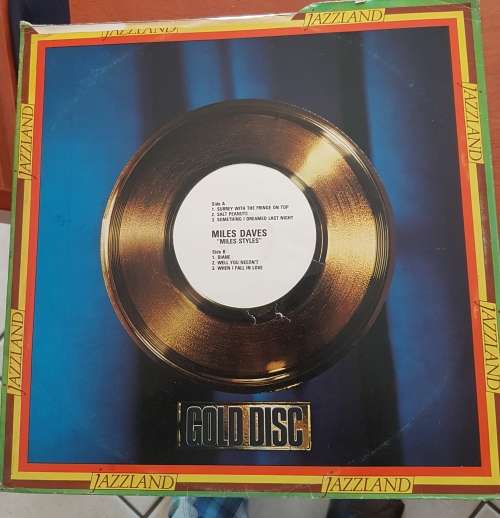 JAZZLAND
JAZZLAND
JAZZLAND
JAZZLAND
Side A
1. SURREY WITH THE FRINGE ON TOP
2. SALT PEANUTS
3. SOMETHING I DREAMED LAST NIGHT
MILES DAVES
"MILES-STYLES"
Side B
1. DIANE
2. WELL YOU NEEDN'T
3. WHEN I FALL IN LOVE
JAZZLAND
JAZZLAND
GOLD DISC
JAZZLAND
JAZZLAND